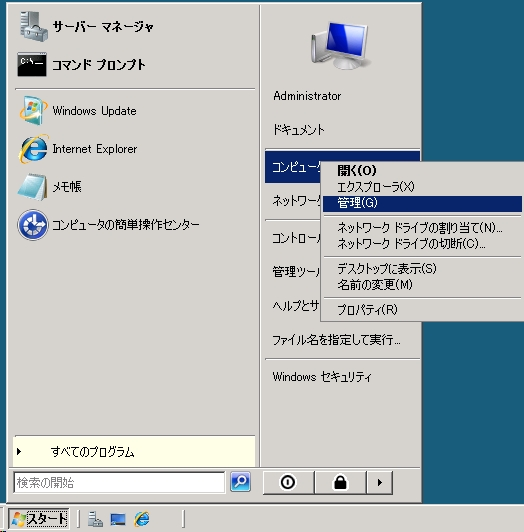 サーバー マネージャ
コマンド プロンプト
Windows Update
Internet Explorer
メモ帳
コンピュータの簡単操作センター
すべてのプログラム
検索の開始
Administrator
ドキュメント
コンピュータ
ネットワーク
コントロール
管理ツール
ヘルプとサ
ファイル名を指定して実行...
Windows セキュリティ
開く(O)
エクスプローラ(X)
管理(G)
ネットワーク ドライブの割り当て(N)...
ネットワーク ドライブの切断(C)...
デスクトップに表示(S)
名前の変更(M)
プロパティ(R)
スタート